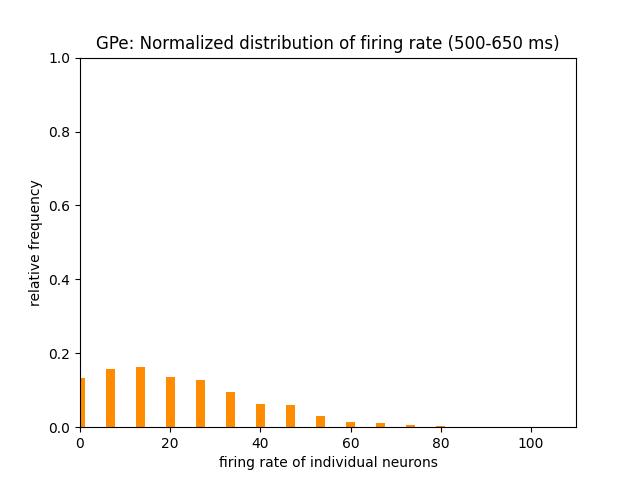 GPe: Normalized distribution of firing rate (500-650 ms)
1.0
0.8
0.6
0.4
0.2
0.0
relative frequency
0 20 40 60 80 100
firing rate of individual neurons